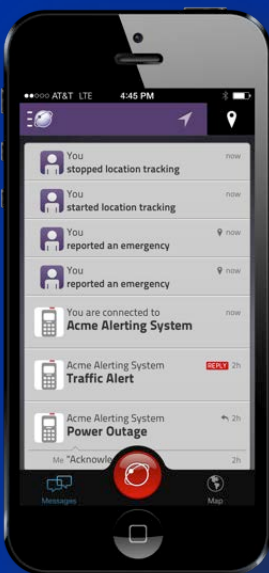 AT&T LTE 4:45 PM
You now
stopped location tracking
You now
started location tracking
You now
reported an emergency
You now
reported an emergency
You are connected to now
Acme Alerting System
Acme Alerting System REPLY 2h
Traffic Alert
Acme Alerting System 2h
Power Outage
Me "Acknowle 2h
Messages Map